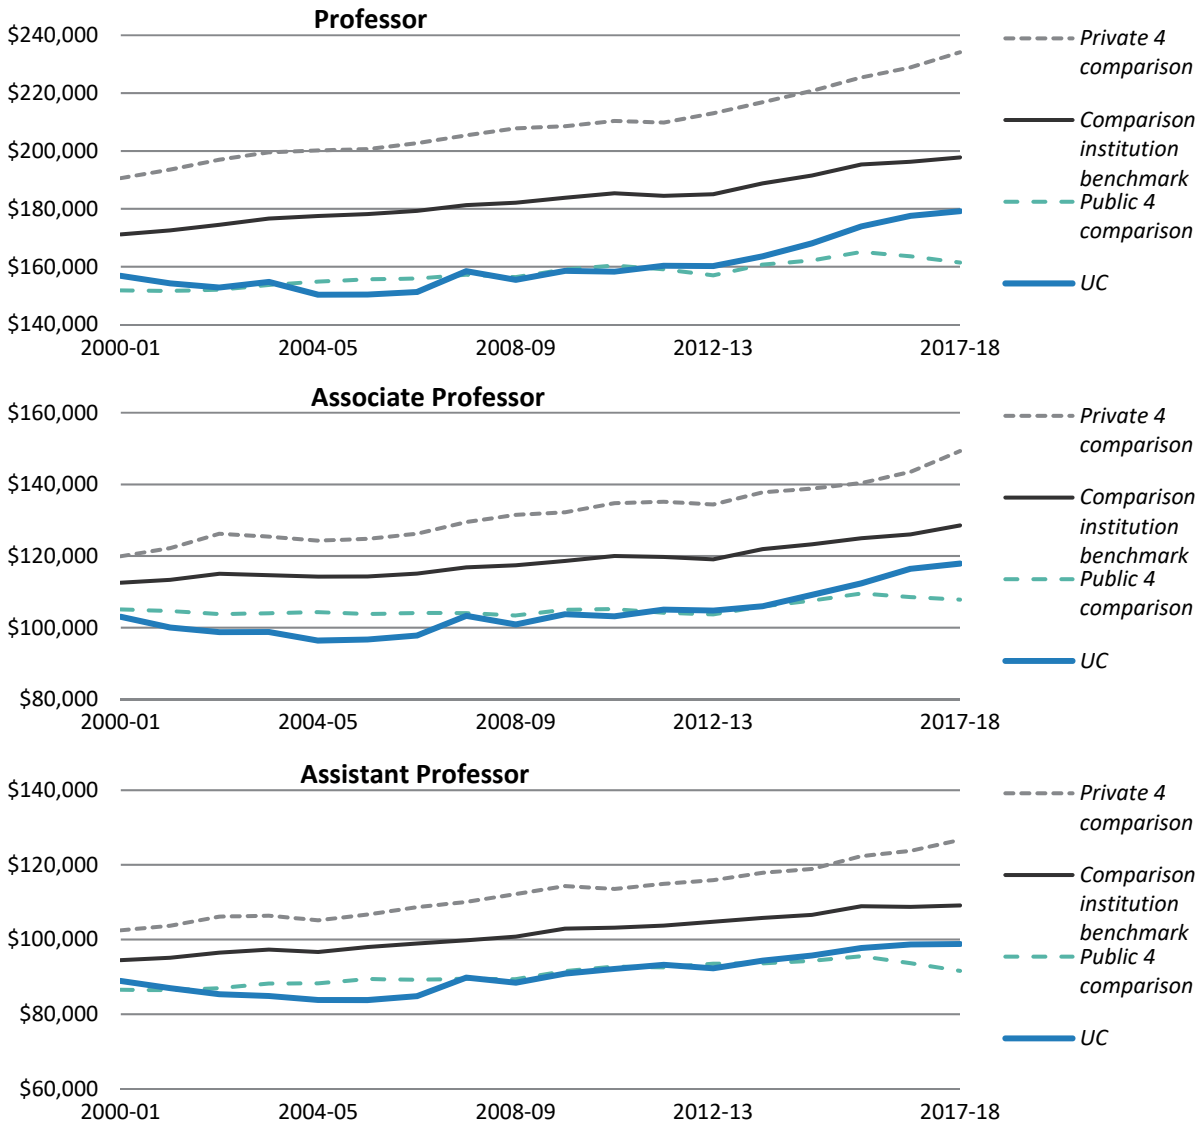 Professor
$240,000
$220,000
$200,000
$180,000
$160,000
$140,000
2000-01 2004-05 2008-09 2012-13 2017-18
Private 4
comparison
Comparison
institution
benchmark
Public 4
comparison
UC
Associate Professor
$160,000
$140,000
$120,000
$100,000
$80,000
2000-01 2004-05 2008-09 2012-13 2017-18
Private 4
comparison
Comparison
institution
benchmark
Public 4
comparison
UC
Assistant Professor
$140,000
$120,000
$100,000
$80,000
$60,000
2000-01 2004-05 2008-09 2012-13 2017-18
Private 4
comparison
Comparison
institution
benchmark
Public 4
comparison
UC